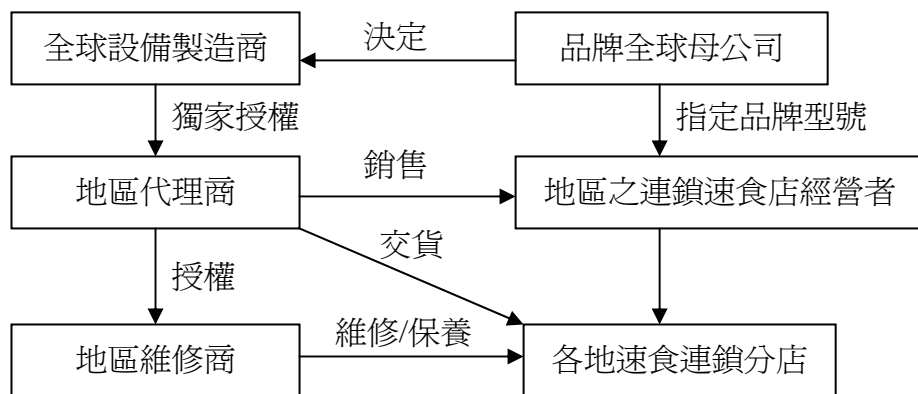 全球設備製造商
決定
品牌全球母公司
獨家授權
指定品牌型號
地區代理商
銷售
地區之連鎖速食店經營者
交貨
授權
維修/保養
地區維修商
各地速食連鎖分店